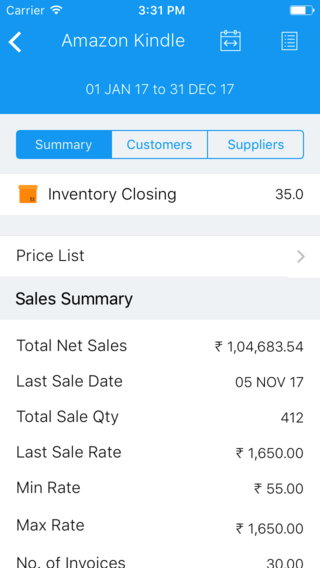 Carrier 3:31 PM
Amazon Kindle
01 JAN 17 to 31 DEC 17
Summary Customers Suppliers
Inventory Closing 35.0
Price List
Sales Summary
Total Net Sales ₹ 1,04,683.54
Last Sale Date 05 NOV 17
Total Sale Qty 412
Last Sale Rate ₹ 1,650.00
Min Rate ₹ 55.00
Max Rate ₹ 1,650.00
No. of Invoices 30.00